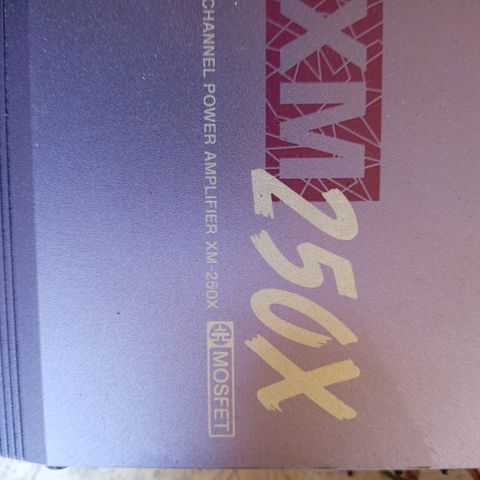 XM
250X
CHANNEL POWER AMPLIFIER XM-250X
MOSFET